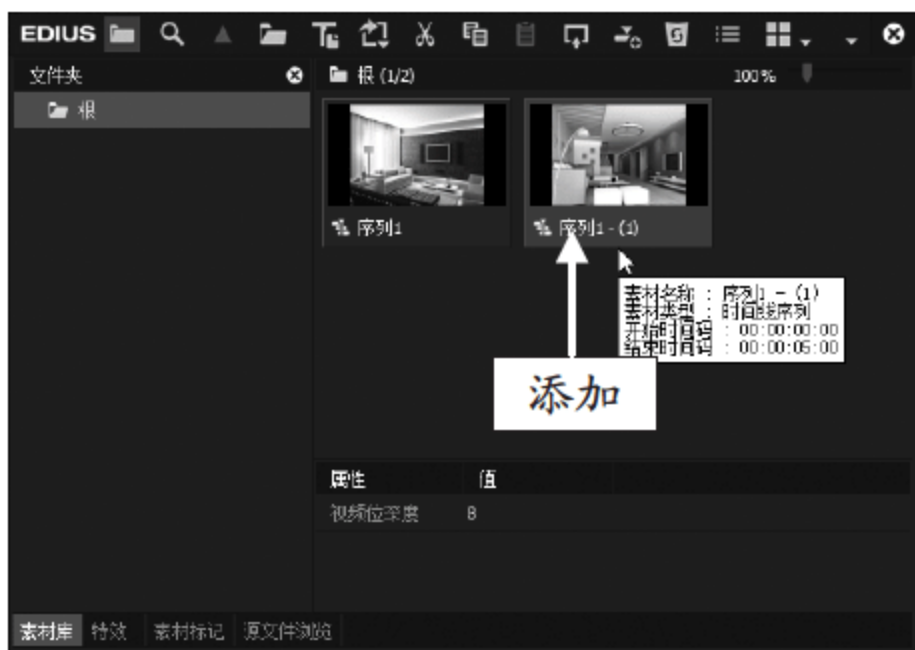 EDIUS
文件夹
根 (1/2)
100%
根
序列1
序列1 - (1)
素材名称 : 序列1 - (1)
素材类型 : 时间线序列
开始时间码 : 00:00:00:00
结束时间码 : 00:00:05:00
添加
属性
值
视频位深度
8
素材库
特效
素材标记
源文件浏览